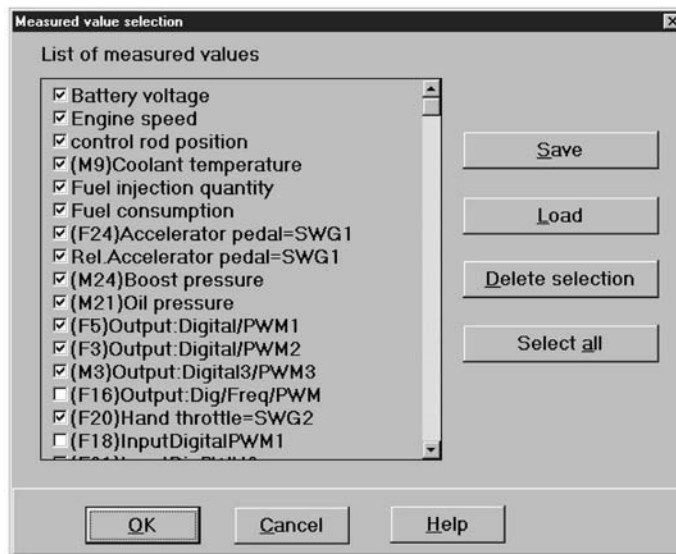 Measured value selection
List of measured values
Battery voltage
Engine speed
control rod position
(M9)Coolant temperature
Fuel injection quantity
Fuel consumption
(F24)Accelerator pedal=SWG1
Rel.Accelerator pedal=SWG1
(M24)Boost pressure
(M21)Oil pressure
(F5)Output:Digital/PWM1
(F3)Output:Digital/PWM2
(M3)Output:Digital3/PWM3
(F16)Output:Dig/Freq/PWM
(F20)Hand throttle=SWG2
(F18)InputDigitalPWM1
Save
Load
Delete selection
Select all
OK
Cancel
Help